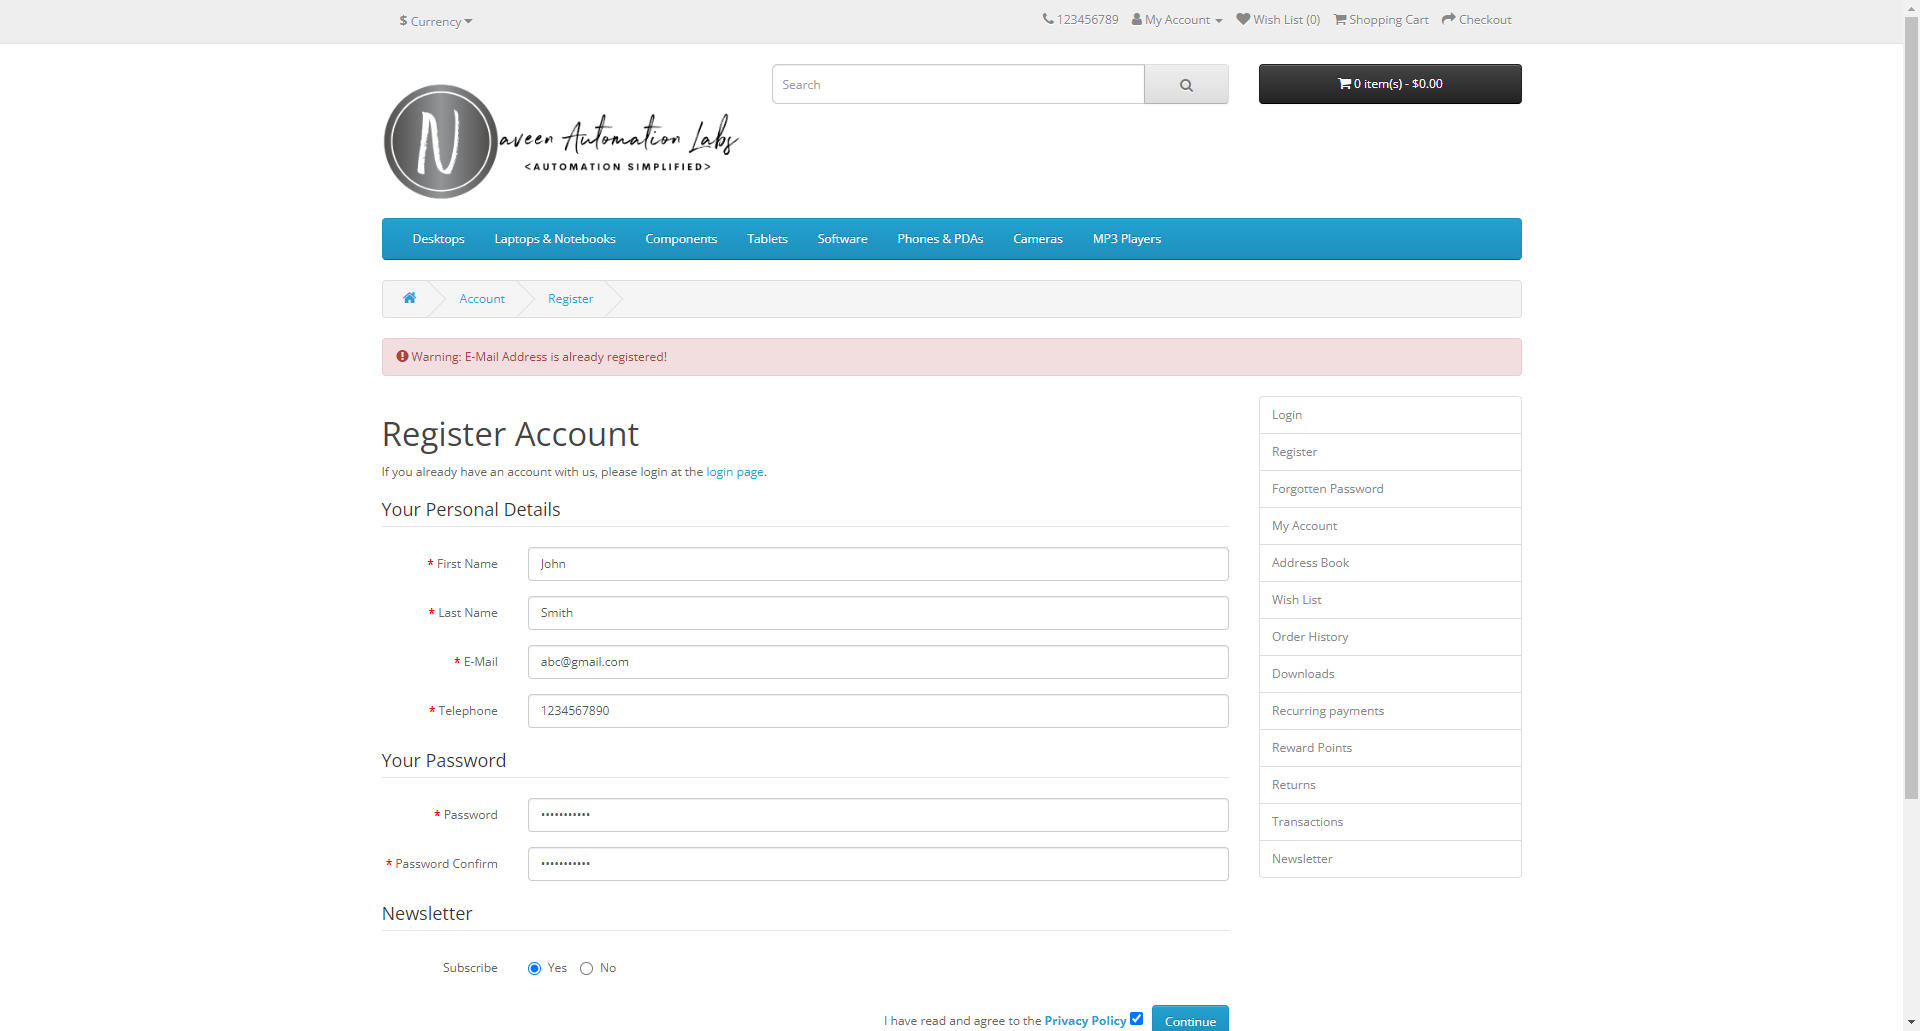 $ Currency
123456789 My Account Wish List (0) Shopping Cart Checkout
Search
0 item(s) - $0.00
N
aveen Automation Labs
<AUTOMATION SIMPLIFIED>
Desktops Laptops & Notebooks Components Tablets Software Phones & PDAs Cameras MP3 Players
Account Register
Warning: E-Mail Address is already registered!
Register Account
If you already have an account with us, please login at the login page.
Your Personal Details
* First Name John
* Last Name Smith
* E-Mail abc@gmail.com
* Telephone 1234567890
Your Password
* Password •••••••••••
* Password Confirm •••••••••••
Newsletter
Subscribe Yes No
I have read and agree to the Privacy Policy Continue
Login
Register
Forgotten Password
My Account
Address Book
Wish List
Order History
Downloads
Recurring payments
Reward Points
Returns
Transactions
Newsletter